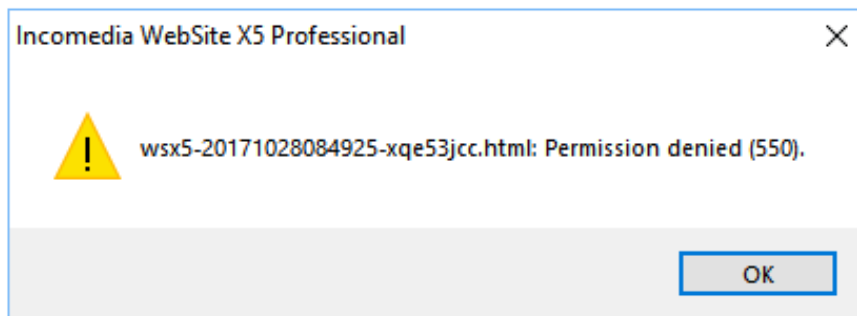 Incomedia WebSite X5 Professional
wsx5-20171028084925-xqe53jcc.html: Permission denied (550).
OK